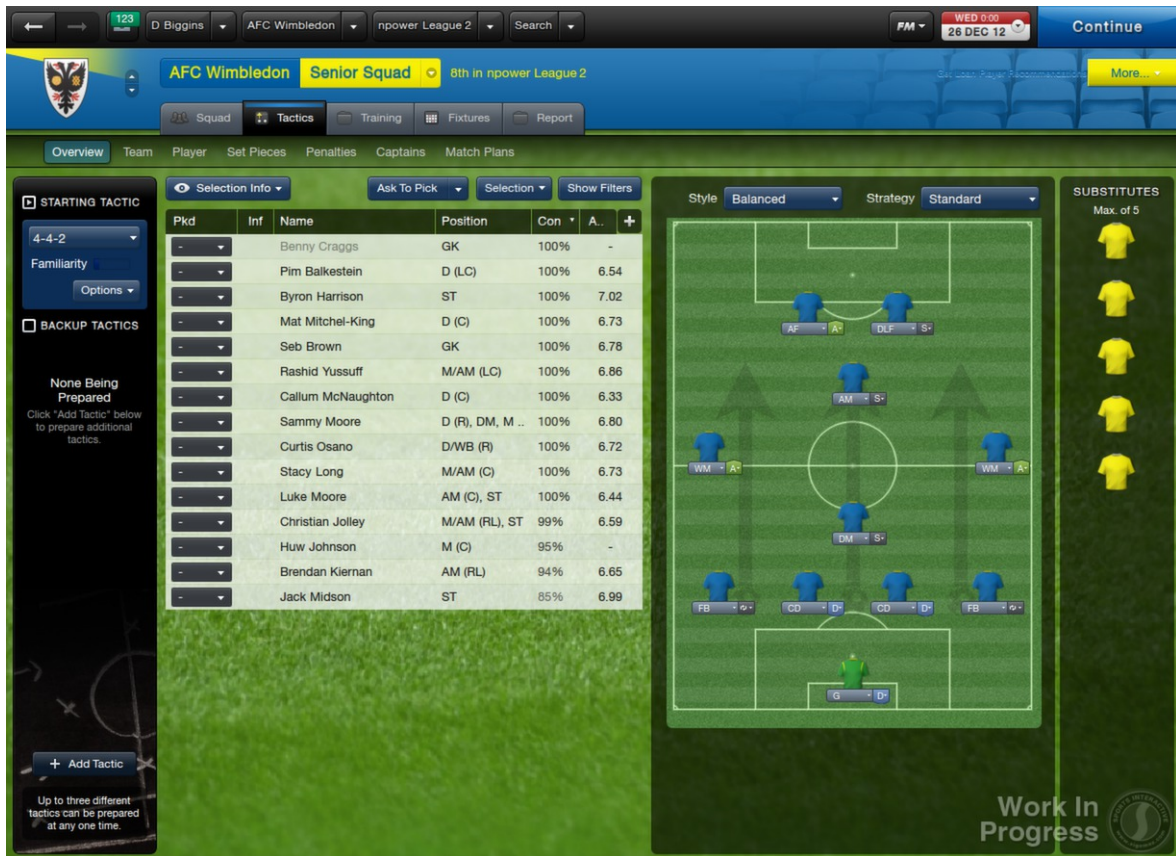 123
D Biggins
AFC Wimbledon
npower League 2
Search
FM
WED 0:00
26 DEC 12
Continue
AFC Wimbledon
Senior Squad
8th in npower League 2
Get Loan Player Recommendations
More...
Squad
Tactics
Training
Fixtures
Report
Overview
Team
Player
Set Pieces
Penalties
Captains
Match Plans
STARTING TACTIC
4-4-2
Familiarity
Options
BACKUP TACTICS
None Being
Prepared
Click "Add Tactic" below
to prepare additional
tactics.
+ Add Tactic
Up to three different
tactics can be prepared
at any one time.
Selection Info
Ask To Pick
Selection
Show Filters
Pkd Inf Name Position Con A.. +
- Benny Craggs GK 100% -
- Pim Balkestein D (LC) 100% 6.54
- Byron Harrison ST 100% 7.02
- Mat Mitchel-King D (C) 100% 6.73
- Seb Brown GK 100% 6.78
- Rashid Yussuff M/AM (LC) 100% 6.86
- Callum McNaughton D (C) 100% 6.33
- Sammy Moore D (R), DM, M .. 100% 6.80
- Curtis Osano D/WB (R) 100% 6.72
- Stacy Long M/AM (C) 100% 6.73
- Luke Moore AM (C), ST 100% 6.44
- Christian Jolley M/AM (RL), ST 99% 6.59
- Huw Johnson M (C) 95% -
- Brendan Kiernan AM (RL) 94% 6.65
- Jack Midson ST 85% 6.99
Style Balanced Strategy Standard
AF A DLF S
AM S
WM A WM A
DM S
FB CD D CD D FB
G D
SUBSTITUTES
Max. of 5
Work In
Progress
SPORTS INTERACTIVE